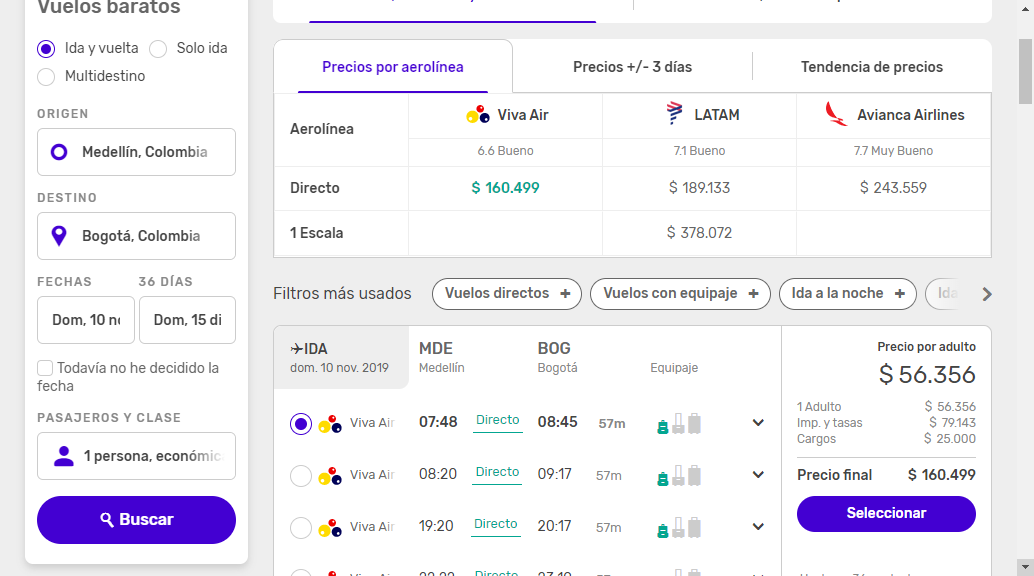 Vuelos baratos
Ida y vuelta
Solo ida
Multidestino
ORIGEN
Medellín, Colombia
DESTINO
Bogotá, Colombia
FECHAS
36 DÍAS
Dom, 10 n
Dom, 15 di
Todavía no he decidido la
fecha
PASAJEROS Y CLASE
1 persona, económic
Buscar
Precios por aerolínea
Precios +/- 3 días
Tendencia de precios
Aerolínea
Viva Air
LATAM
Avianca Airlines
6.6 Bueno
7.1 Bueno
7.7 Muy Bueno
Directo
$ 160.499
$ 189.133
$ 243.559
1 Escala
$ 378.072
Filtros más usados
Vuelos directos +
Vuelos con equipaje +
Ida a la noche +
Ida
IDA
dom. 10 nov. 2019
MDE
Medellín
BOG
Bogotá
Equipaje
Viva Air
07:48
Directo
08:45
57m
Viva Air
08:20
Directo
09:17
57m
Viva Air
19:20
Directo
20:17
57m
Precio por adulto
$ 56.356
1 Adulto
$ 56.356
Imp. y tasas
$ 79.143
Cargos
$ 25.000
Precio final
$ 160.499
Seleccionar